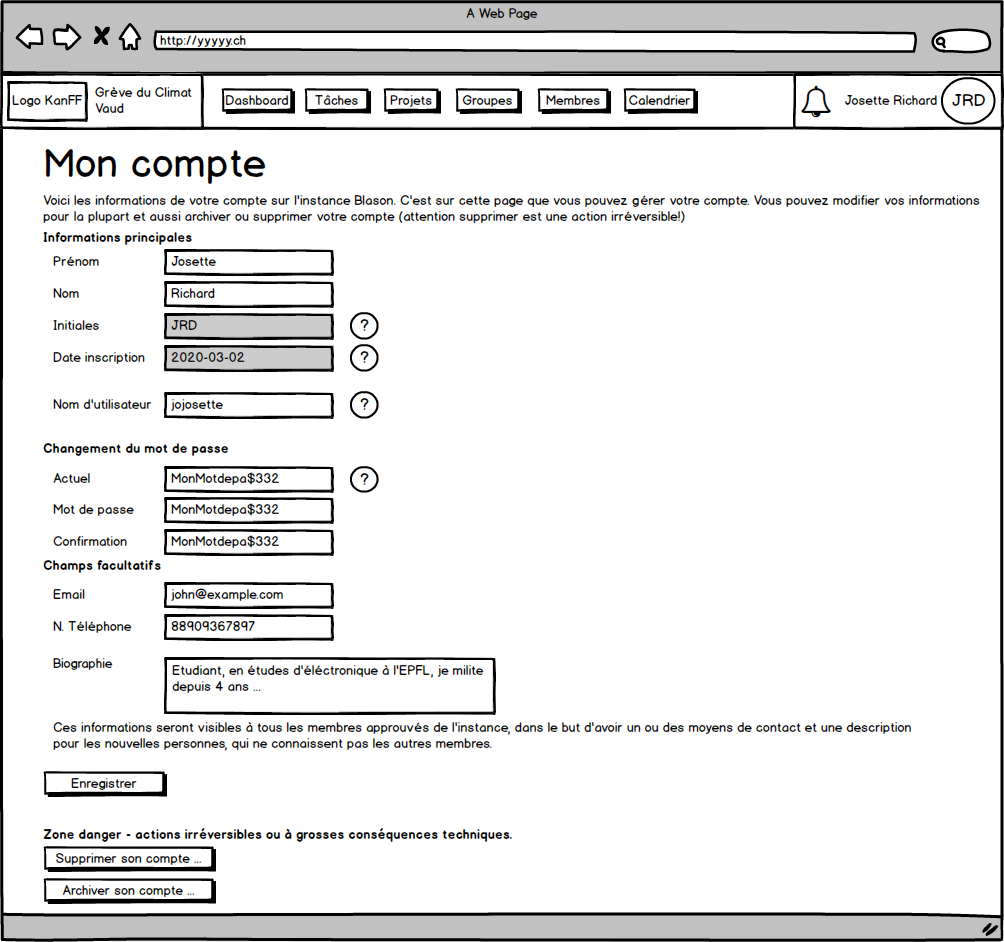 A Web Page
http://yyyyy.ch
Logo KanFF
Grève du Climat
Vaud
Dashboard
Tâches
Projets
Groupes
Membres
Calendrier
Josette Richard
JRD
Mon compte
Voici les informations de votre compte sur l'instance Blason. C'est sur cette page que vous pouvez gérer votre compte. Vous pouvez modifier vos informations
pour la plupart et aussi archiver ou supprimer votre compte (attention supprimer est une action irréversible!)
Informations principales
Prénom Josette
Nom Richard
Initiales JRD ?
Date inscription 2020-03-02 ?
Nom d'utilisateur jojosette ?
Changement du mot de passe
Actuel MonMotdepa$332 ?
Mot de passe MonMotdepa$332
Confirmation MonMotdepa$332
Champs facultatifs
Email john@example.com
N. Téléphone 88909367897
Biographie Etudiant, en études d'éléctronique à l'EPFL, je milite
depuis 4 ans ...
Ces informations seront visibles à tous les membres approuvés de l'instance, dans le but d'avoir un ou des moyens de contact et une description
pour les nouvelles personnes, qui ne connaissent pas les autres membres.
Enregistrer
Zone danger - actions irréversibles ou à grosses conséquences techniques.
Supprimer son compte ...
Archiver son compte ...